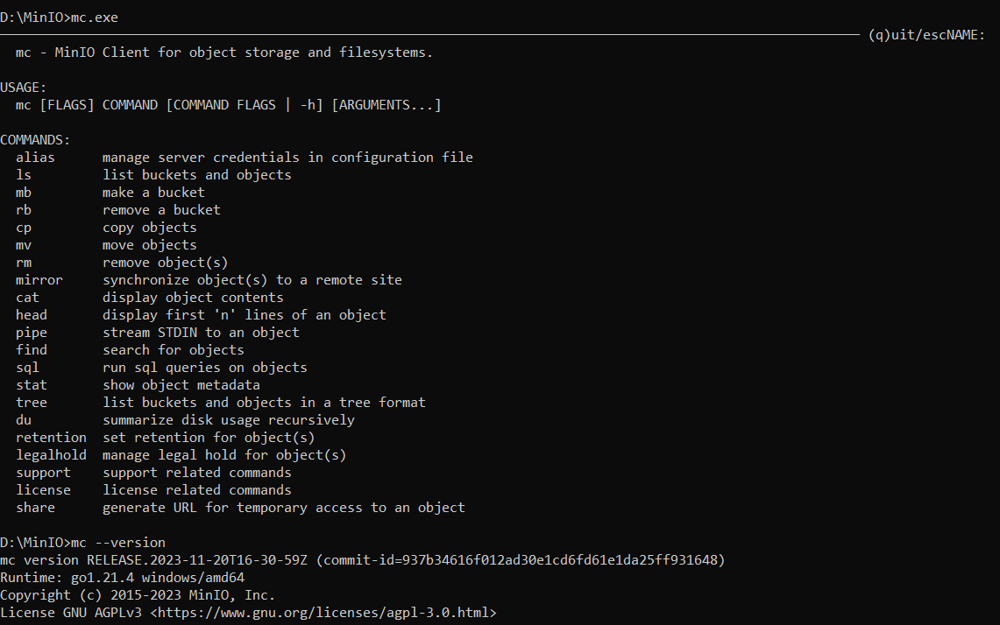 D:\MinIO>mc.exe
(q)uit/escNAME:
mc - MinIO Client for object storage and filesystems.
USAGE:
mc [FLAGS] COMMAND [COMMAND FLAGS | -h] [ARGUMENTS...]
COMMANDS:
alias manage server credentials in configuration file
ls list buckets and objects
mb make a bucket
rb remove a bucket
cp copy objects
mv move objects
rm remove object(s)
mirror synchronize object(s) to a remote site
cat display object contents
head display first 'n' lines of an object
pipe stream STDIN to an object
find search for objects
sql run sql queries on objects
stat show object metadata
tree list buckets and objects in a tree format
du summarize disk usage recursively
retention set retention for object(s)
legalhold manage legal hold for object(s)
support support related commands
license license related commands
share generate URL for temporary access to an object
D:\MinIO>mc --version
mc version RELEASE.2023-11-20T16-30-59Z (commit-id=937b34616f012ad30e1cd6fd61e1da25ff931648)
Runtime: go1.21.4 windows/amd64
Copyright (c) 2015-2023 MinIO, Inc.
License GNU AGPLv3 <https://www.gnu.org/licenses/agpl-3.0.html>